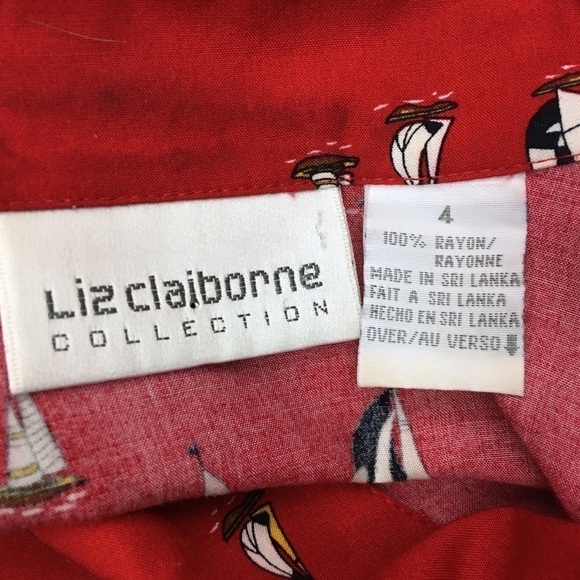 Liz claiborne
COLLECTION
4
100% RAYON/
RAYONNE
MADE IN SRI LANKA
FAIT A SRI LANKA
HECHO EN SRI LANKA
OVER/AU VERSO